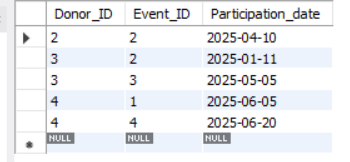 Donor_ID Event_ID Participation_date
2 2 2025-04-10
3 2 2025-01-11
3 3 2025-05-05
4 1 2025-06-05
4 4 2025-06-20
NULL NULL NULL